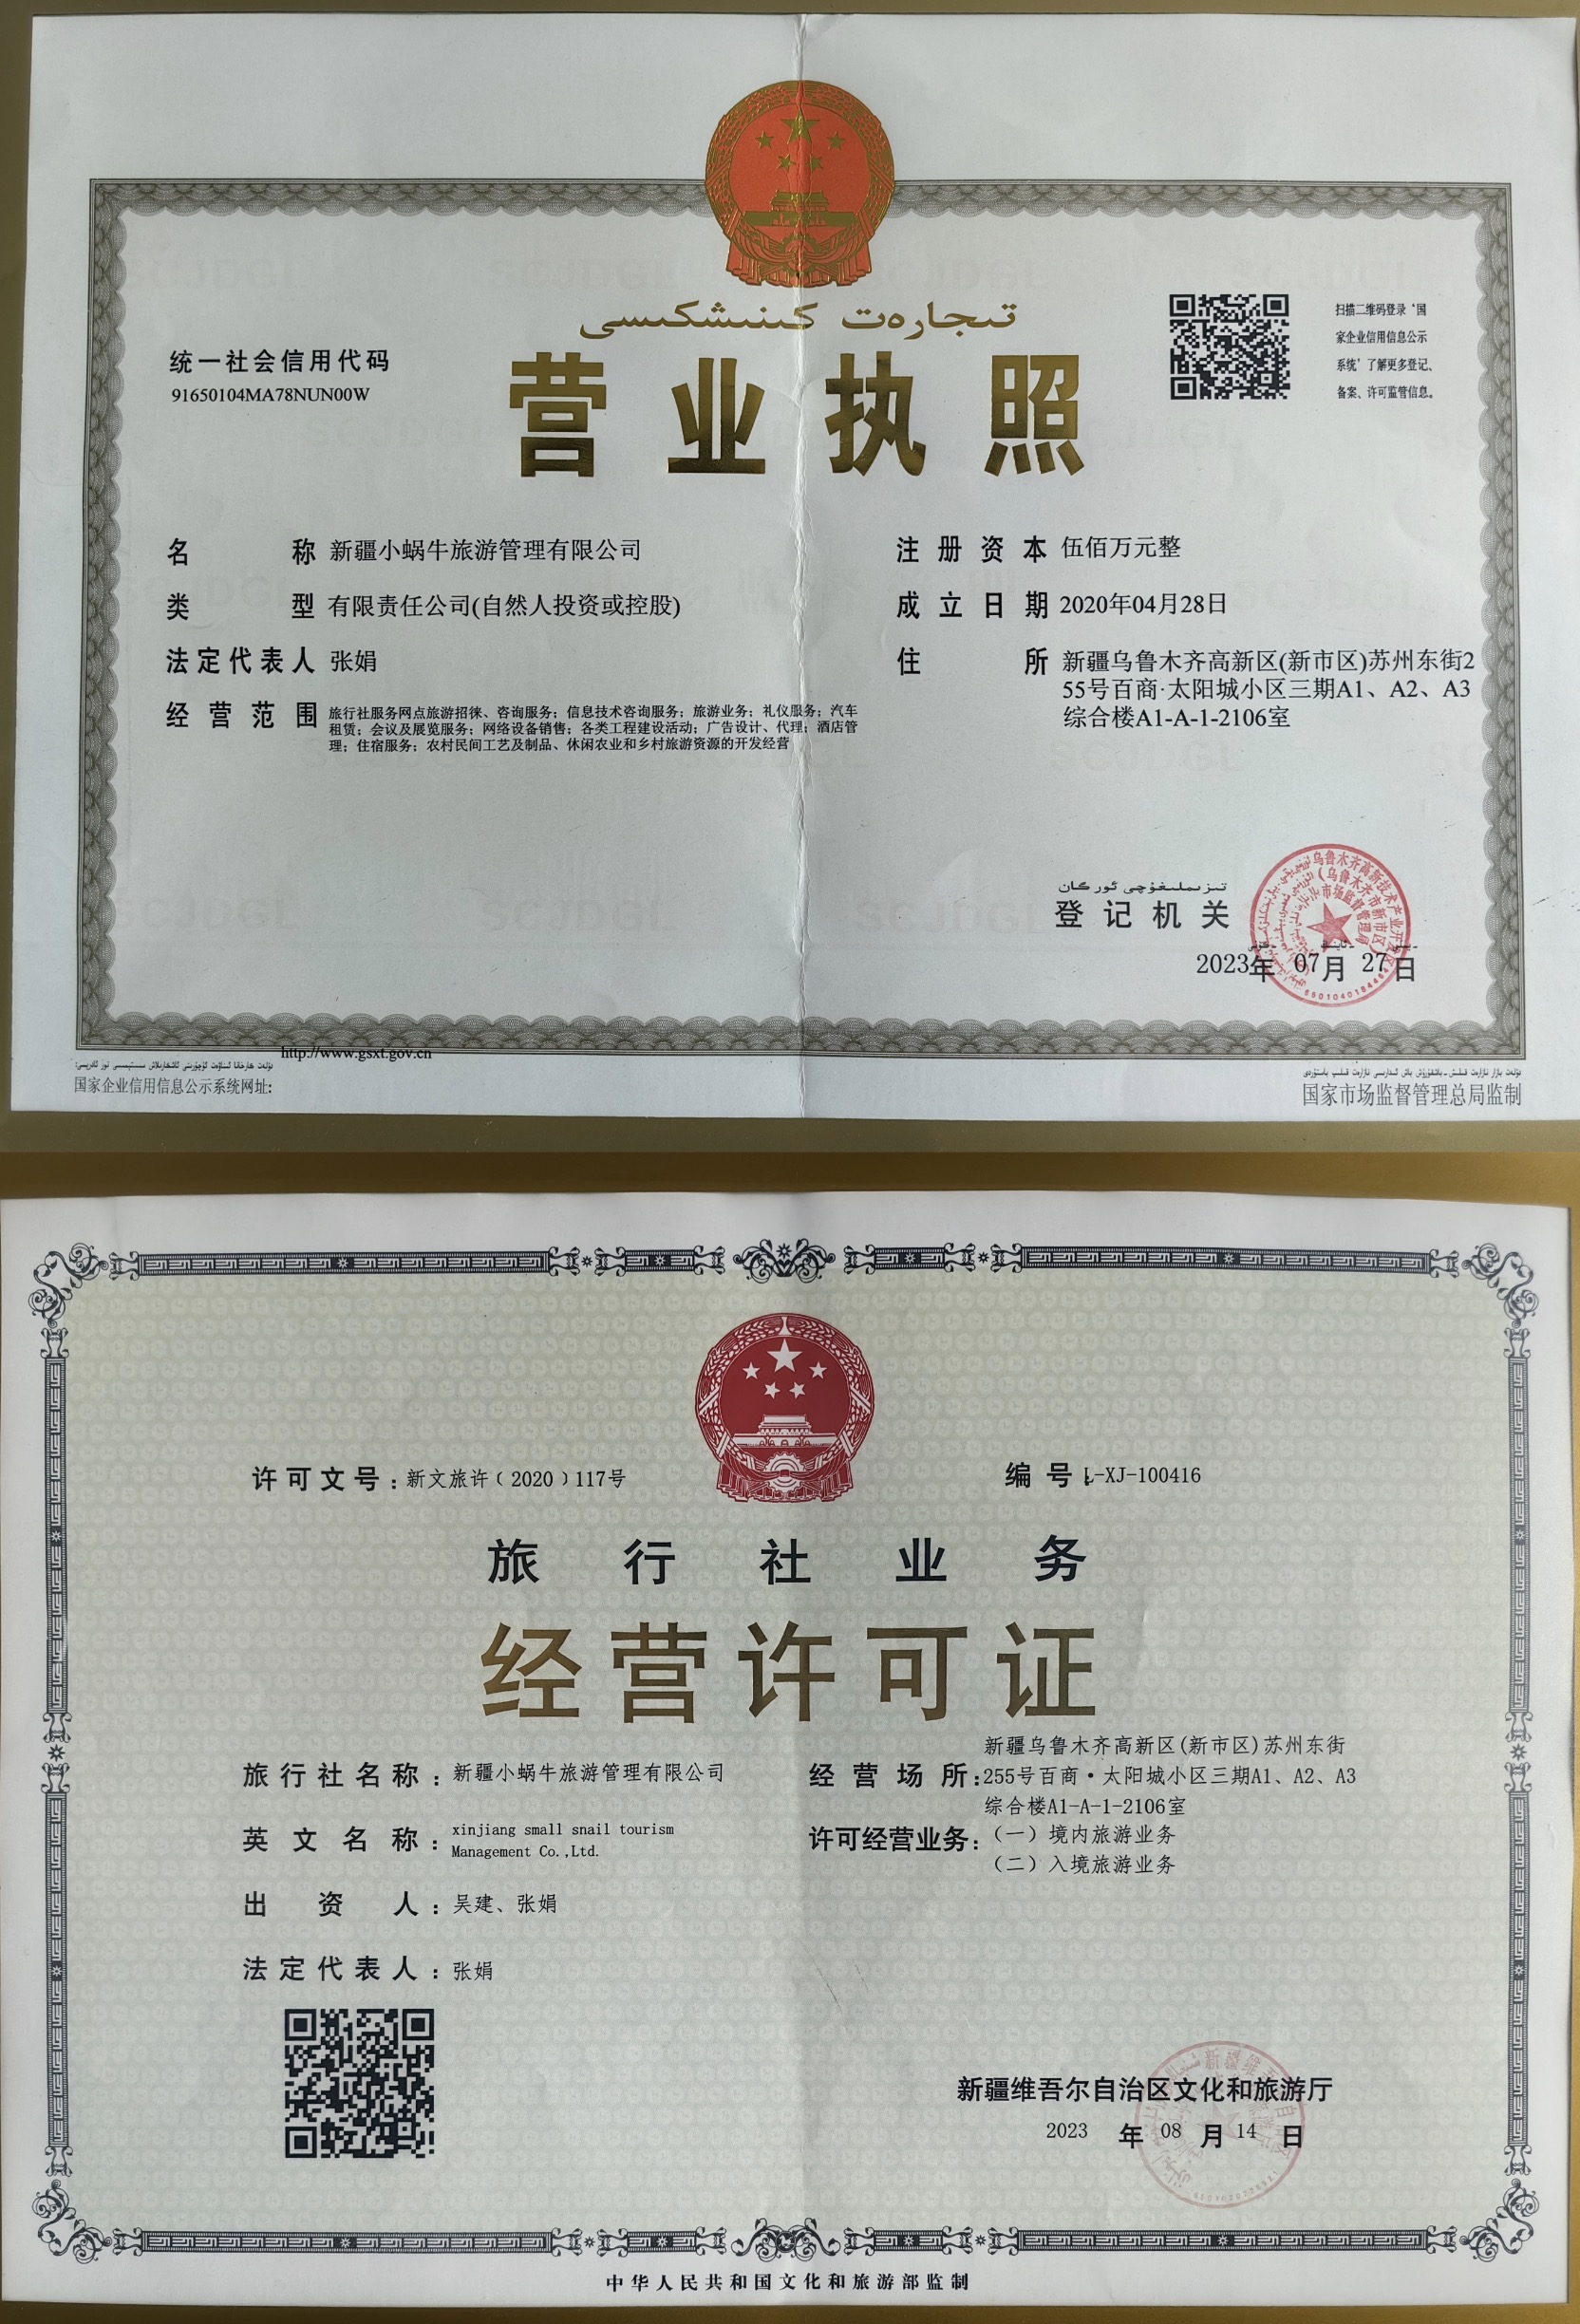 تىجارەت كىنىشكىسى
统一社会信用代码
91650104MA78NUN00W
营业执照
扫描二维码登录‘国
家企业信用信息公示
系统’了解更多登记、
备案、许可监管信息。
名称 新疆小蜗牛旅游管理有限公司
类型 有限责任公司(自然人投资或控股)
法定代表人 张娟
经营范围 旅行社服务网点旅游招徕、咨询服务；信息技术咨询服务；旅游业务；礼仪服务；汽车
租赁；会议及展览服务；网络设备销售；各类工程建设活动；广告设计、代理；酒店管
理；住宿服务；农村民间工艺及制品、休闲农业和乡村旅游资源的开发经营
注册资本 伍佰万元整
成立日期 2020年04月28日
住所 新疆乌鲁木齐高新区(新市区)苏州东街2
55号百商·太阳城小区三期A1、A2、A3
综合楼A1-A-1-2106室
تىزىملىغۇچى ئورگان
登记机关
2023年 07月 27日
http://www.gsxt.gov.cn
国家企业信用信息公示系统网址:
国家市场监督管理总局监制
许可文号：新文旅许﹝2020﹞117号
编号：L-XJ-100416
旅行社业务
经营许可证
旅行社名称：新疆小蜗牛旅游管理有限公司
英文名称：xinjiang small snail tourism
Management Co.,Ltd.
出资人：吴建、张娟
法定代表人：张娟
新疆乌鲁木齐高新区(新市区)苏州东街
经营场所：255号百商·太阳城小区三期A1、A2、A3
综合楼A1-A-1-2106室
许可经营业务：（一）境内旅游业务
（二）入境旅游业务
新疆维吾尔自治区文化和旅游厅
2023 年 08 月 14 日
中华人民共和国文化和旅游部监制